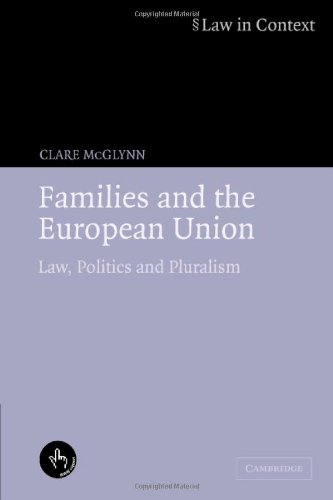 § Law in Context
CLARE MCGLYNN
Families and the
European Union
Law, Politics and Pluralism
CAMBRIDGE